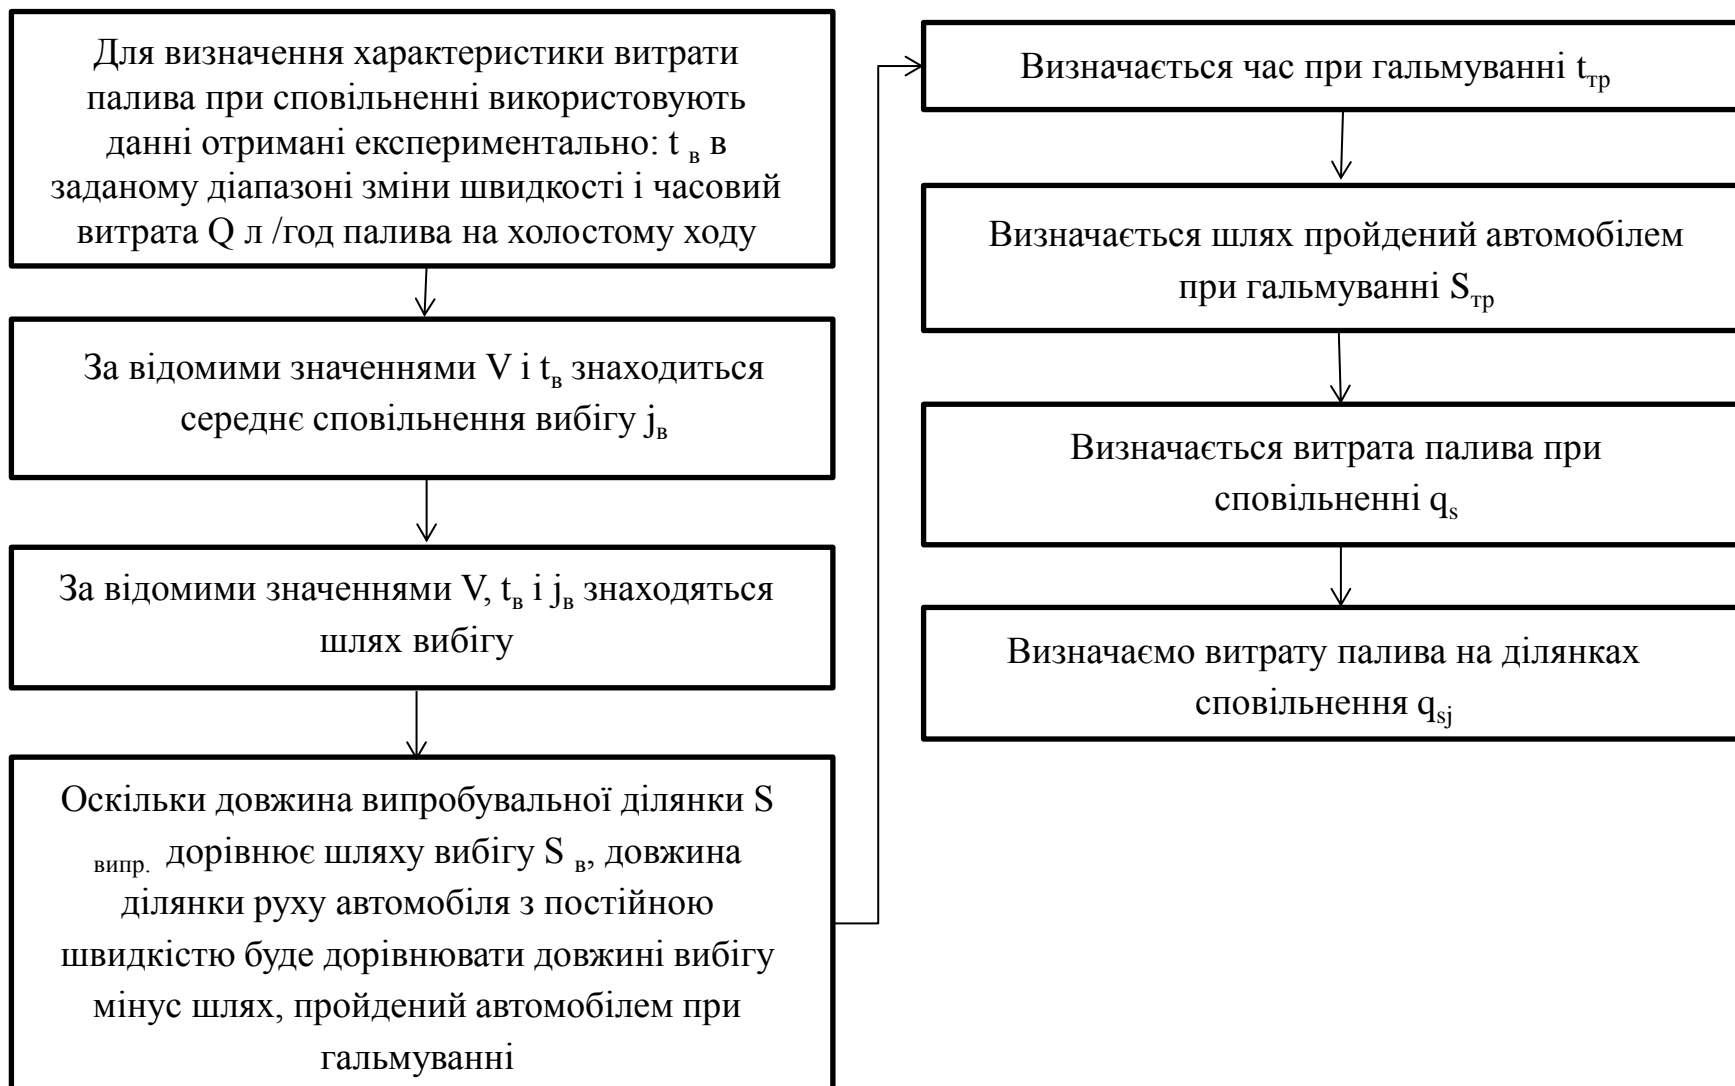 Для визначення характеристики витрати
палива при сповільненні використовують
данні отримані експериментально: t в в
заданому діапазоні зміни швидкості і часовий
витрата Q л /год палива на холостому ходу
За відомими значеннями V і tв знаходиться
середнє сповільнення вибігу jв
За відомими значеннями V, tв і jв знаходяться
шлях вибігу
Оскільки довжина випробувальної ділянки S
випр. дорівнює шляху вибігу S в, довжина
ділянки руху автомобіля з постійною
швидкістю буде дорівнювати довжині вибігу
мінус шлях, пройдений автомобілем при
гальмуванні
Визначається час при гальмуванні tтр
Визначається шлях пройдений автомобілем
при гальмуванні Sтр
Визначається витрата палива при
сповільненні qs
Визначаємо витрату палива на ділянках
сповільнення qsj